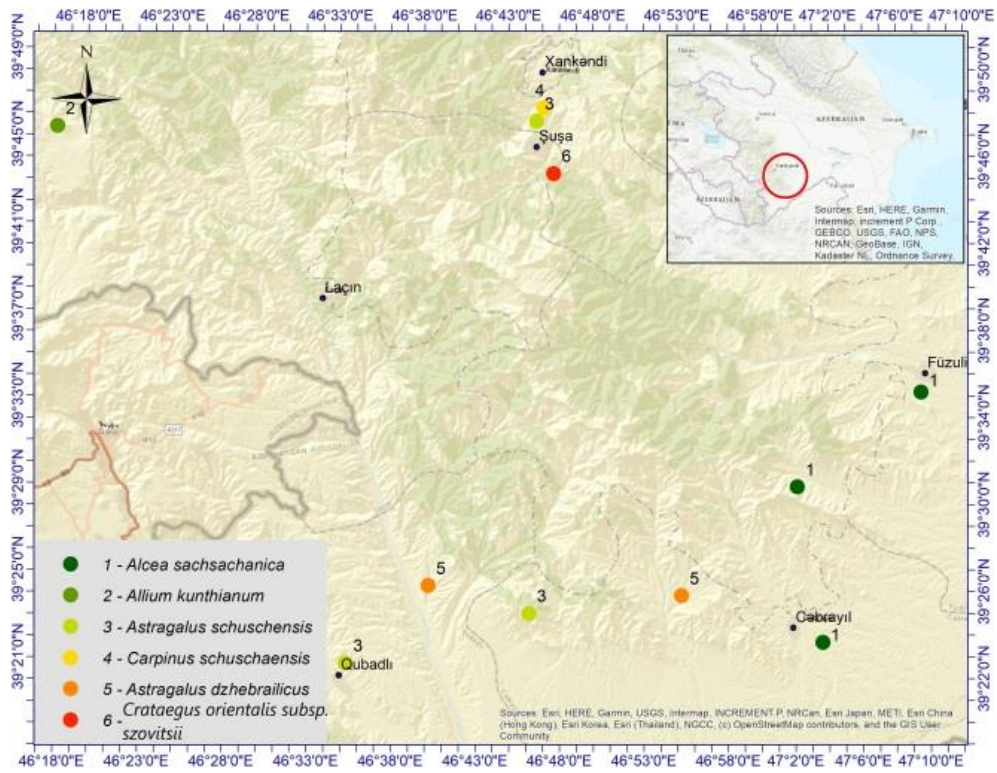 46°18'0"E 46°23'0"E 46°28'0"E 46°33'0"E 46°38'0"E 46°43'0"E 46°48'0"E 46°53'0"E 46°58'0"E 47°2'0"E 47°6'0"E 47°10'0"E
39°49'0"N
39°45'0"N
39°41'0"N
39°37'0"N
39°33'0"N
39°29'0"N
39°25'0"N
39°21'0"N
N
2
Xankəndi
4
3
Şuşa
6
Laçın
Füzuli
1
1
5
3
5
Cəbrayıl
1
3
Qubadlı
AZERBAIJAN
Sources: Esri, HERE, Garmin,
Intermap, increment P Corp.,
GEBCO, USGS, FAO, NPS,
NRCAN, GeoBase, IGN,
Kadaster NL, Ordnance Survey,
39°50'0"N
39°46'0"N
39°42'0"N
39°38'0"N
39°34'0"N
39°30'0"N
39°26'0"N
39°22'0"N
1 - Alcea sachsachanica
2 - Allium kunthianum
3 - Astragalus schuschensis
4 - Carpinus schuschaensis
5 - Astragalus dzhebrailicus
6 - Crataegus orientalis subsp.
szovitsii
Sources: Esri, HERE, Garmin, USGS, Intermap, INCREMENT P, NRCan, Esri Japan, METI, Esri China
(Hong Kong), Esri Korea, Esri (Thailand), NGCC, (c) OpenStreetMap contributors, and the GIS User
Community
46°18'0"E 46°23'0"E 46°28'0"E 46°34'0"E 46°38'0"E 46°43'0"E 46°47'0"E 46°52'0"E 46°57'0"E 47°2'0"E 47°6'0"E 47°10'0"E